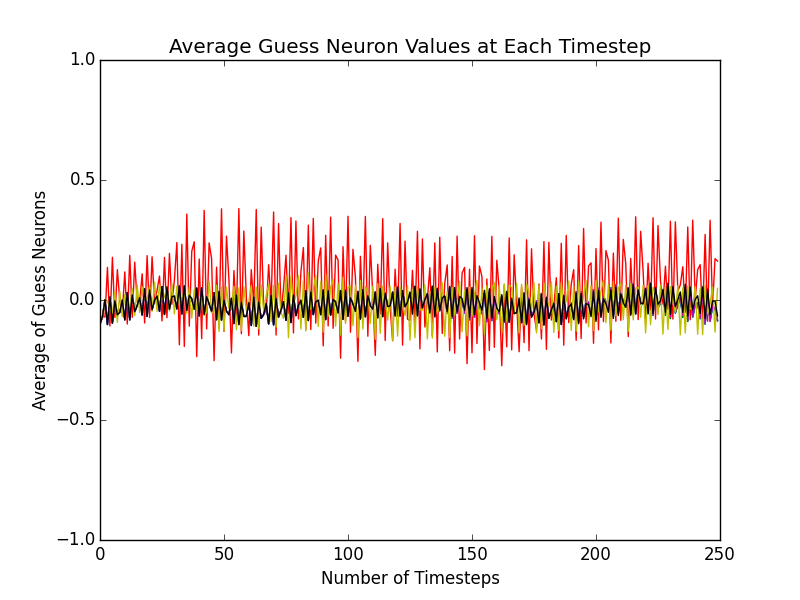 Average Guess Neuron Values at Each Timestep
1.0
0.5
0.0
−0.5
−1.0
Average of Guess Neurons
0 50 100 150 200 250
Number of Timesteps